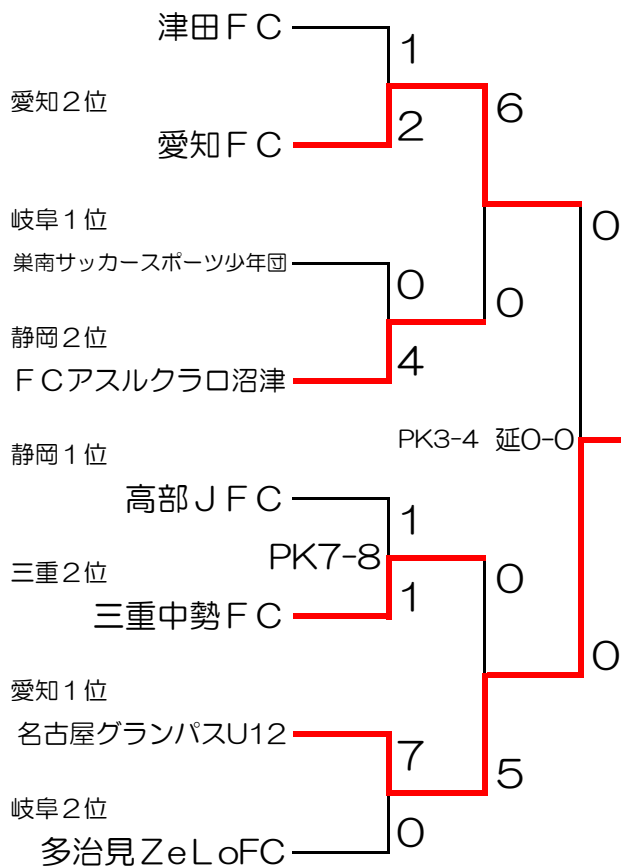 津田ＦＣ
1
愛知２位
6
2
愛知ＦＣ
岐阜１位
0
巣南サッカースポーツ少年団
0
0
静岡２位
4
ＦＣアスルクラロ沼津
PK3-4 延0-0
静岡１位
高部ＪＦＣ
1
PK7-8
三重２位
0
1
三重中勢ＦＣ
0
愛知１位
名古屋グランパスU12
7
5
岐阜２位
0
多治見ZeLoFC